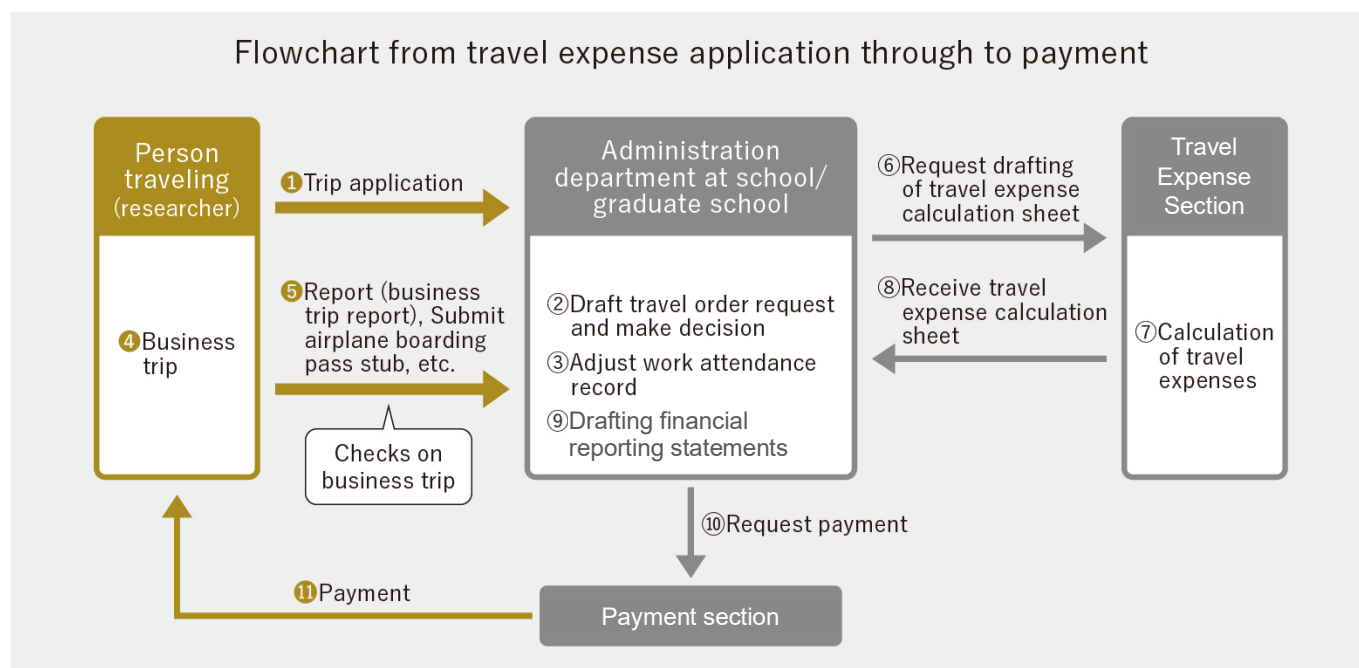 Flowchart from travel expense application through to payment
Person
traveling
(researcher)
❶Trip application
Administration
department at school/
graduate school
⑥Request drafting
of travel expense
calculation sheet
Travel
Expense
Section
❹Business
trip
❺Report (business
trip report), Submit
airplane boarding
pass stub, etc.
Checks on
business trip
②Draft travel order request
and make decision
③Adjust work attendance
record
⑨Drafting financial
reporting statements
⑧Receive travel
expense calculation
sheet
⑦Calculation
of travel
expenses
⑩Request payment
⓫Payment
Payment section